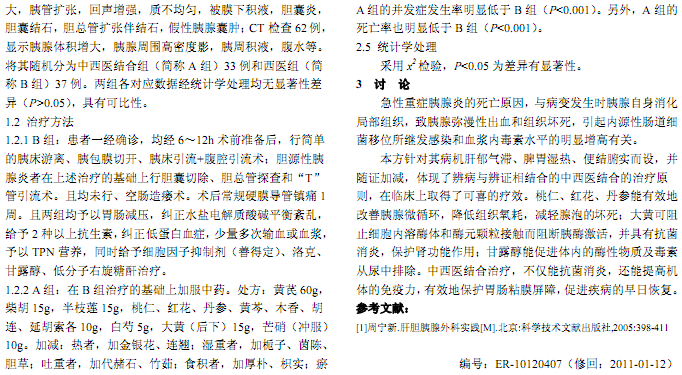 大，胰管扩张，回声增强，质不均匀，被膜下积液，胆囊炎，
胆囊结石，胆总管扩张伴结石，假性胰腺囊肿；CT 检查 62 例，
显示胰腺体积增大，胰腺周围高密度影，胰周积液，腹水等。
将其随机分为中西医结合组（简称 A 组）33 例和西医组（简
称 B 组）37 例。两组各对应数据经统计学处理均无显著性差
异（P>0.05），具有可比性。
1.2 治疗方法
1.2.1 B 组：患者一经确诊，均经 6～12h 术前准备后，行简单
的胰床游离、胰包膜切开、胰床引流+腹腔引流术；胆源性胰
腺炎者在上述治疗的基础上行胆囊切除、胆总管探查和“T”
管引流术。且均未行、空肠造瘘术。术后常规硬膜导管镇痛 1
周。且两组均予以胃肠减压，纠正水盐电解质酸碱平衡紊乱，
给予 2 种以上抗生素，纠正低蛋白血症，少量多次输血或血浆，
予以 TPN 营养，同时给予细胞因子抑制剂（善得定）、洛克、
甘露醇、低分子右旋糖酐治疗。
1.2.2 A 组：在 B 组治疗的基础上加服中药。处方：黄芪 60g，
柴胡 15g，半枝莲 15g，桃仁、红花、丹参、黄芩、木香、胡
连、延胡索各 10g，白芍 5g，大黄（后下）15g，芒硝（冲服）
10g。加减：热者，加金银花、连翘；湿重者，加栀子、茵陈、
胆草；吐重者，加代赭石、竹茹；食积者，加厚朴、枳实；瘀
A 组的并发症发生率明显低于 B 组（P<0.001）。另外，A 组的
死亡率也明显低于 B 组（P<0.001）。
2.5 统计学处理
采用 x²检验，P<0.05 为差异有显著性。
3 讨 论
急性重症胰腺炎的死亡原因，与病变发生时胰腺自身消化
局部组织，致胰腺弥漫性出血和组织坏死，引起内源性肠道细
菌移位所继发感染和血浆内毒素水平的明显增高有关。
本方针对其病机肝郁气滞、脾胃湿热、便结腑实而设，并
随证加减，体现了辨病与辨证相结合的中西医结合的治疗原
则，在临床上取得了可喜的疗效。桃仁、红花、丹参能有效地
改善胰腺微循环，降低组织氧耗，减轻腺泡的坏死；大黄可阻
止细胞内溶酶体和酶元颗粒接触而阻断胰酶激活，并具有抗菌
消炎，保护肾功能作用；甘露醇能促进体内的酶性物质及毒素
从尿中排除。中西医结合治疗，不仅能抗菌消炎，还能提高机
体的免疫力，有效地保护胃肠粘膜屏障，促进疾病的早日恢复。
参考文献：
[1]周宁新.肝胆胰腺外科实践[M].北京:科学技术文献出版社,2005:398-411
编号：ER-10120407（修回：2011-01-12）